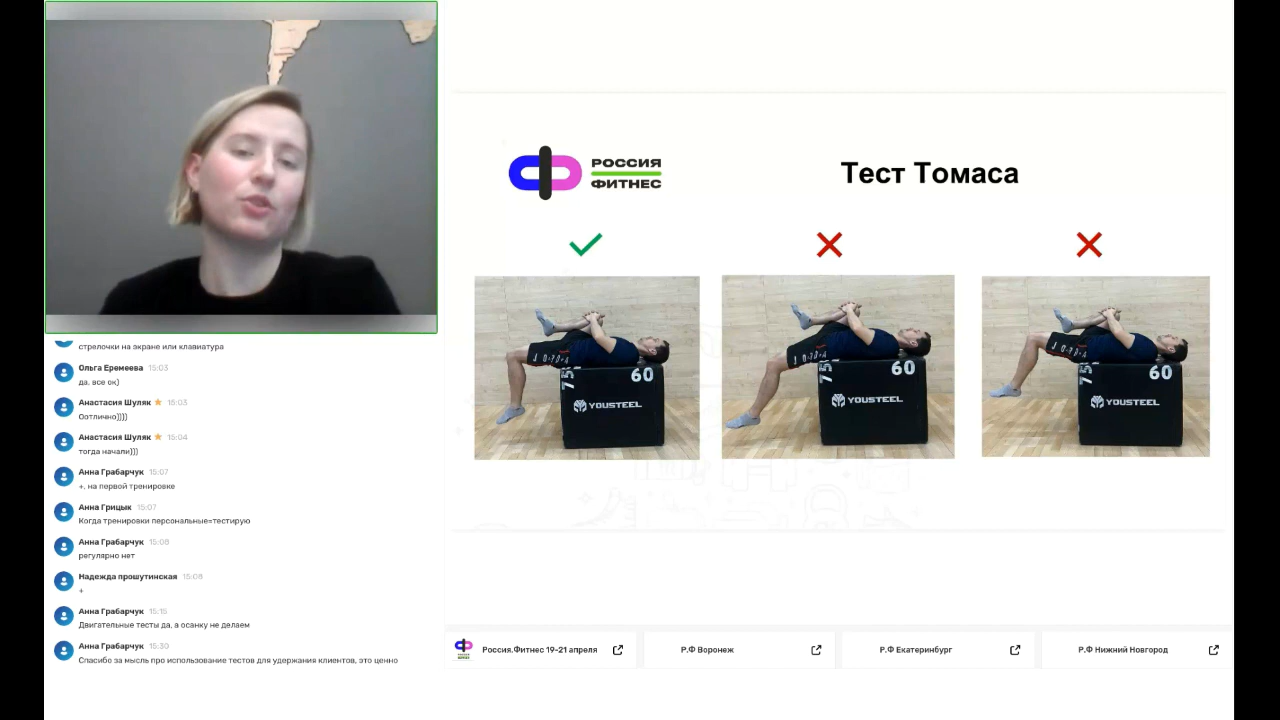 РОССИЯ
ФИТНЕС
Тест Томаса
75
60
YOUSTEEL
75
60
YOUSTEEL
75
60
YOUSTEEL
стрелочки на экране или клавиатура
Ольга Еремеева 15:03
да, все ок)
Анастасия Шуляк 15:03
Оотлично))))
Анастасия Шуляк 15:04
тогда начали)))
Анна Грабарчук 15:07
+, на первой тренировке
Анна Грицык 15:07
Когда тренировки персональные=тестирую
Анна Грабарчук 15:08
регулярно нет
Надежда прошутинская 15:08
+
Анна Грабарчук 15:15
Двигательные тесты да, а осанку не делаем
Анна Грабарчук 15:30
Спасибо за мысль про использование тестов для удержания клиентов, это ценно
Россия.Фитнес 19-21 апреля
Р.Ф Воронеж
Р.Ф Екатеринбург
Р.Ф Нижний Новгород